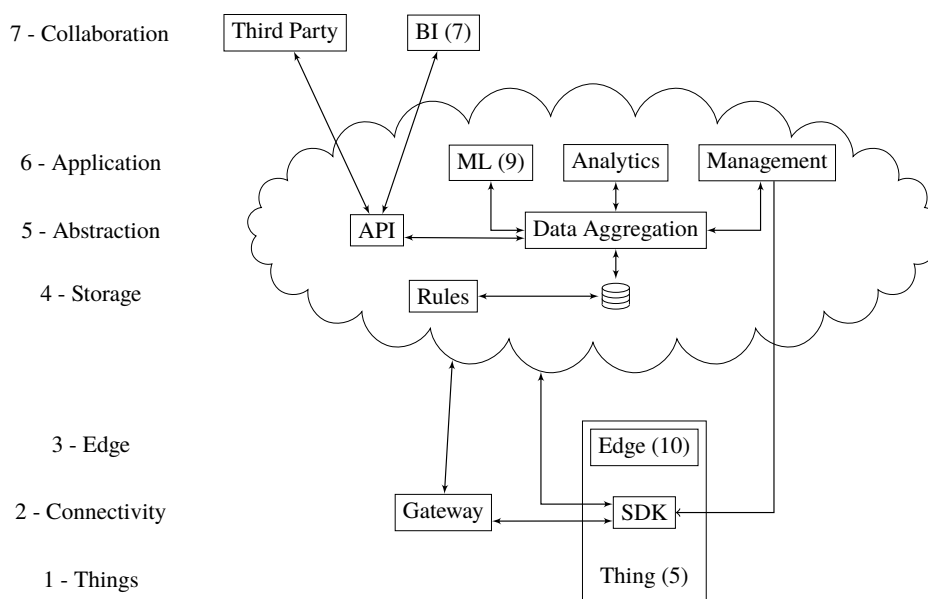 7 - Collaboration
Third Party
BI (7)
6 - Application
ML (9)
Analytics
Management
5 - Abstraction
API
Data Aggregation
4 - Storage
Rules
3 - Edge
Edge (10)
2 - Connectivity
Gateway
SDK
1 - Things
Thing (5)